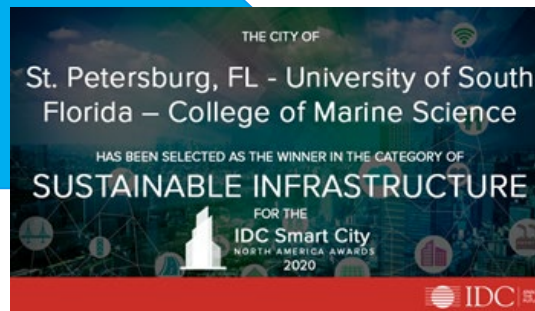 THE CITY OF
St. Petersburg, FL - University of South
Florida – College of Marine Science
HAS BEEN SELECTED AS THE WINNER IN THE CATEGORY OF
SUSTAINABLE INFRASTRUCTURE
FOR THE
IDC Smart City
NORTH AMERICA AWARDS
2020
IDC